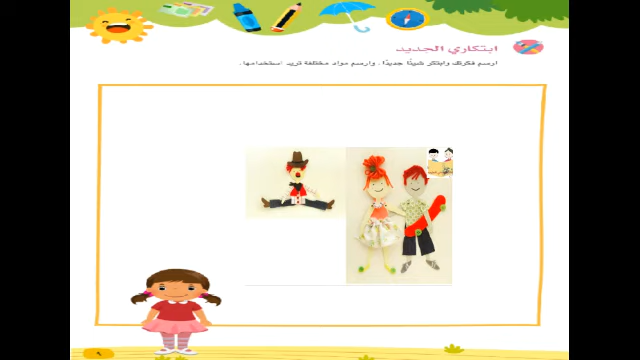 ابتكاري الجديد
ارسم فكرتك وابتكر شيئًا جديدًا ، وارسم مواد مختلفة تريد استخدامها.